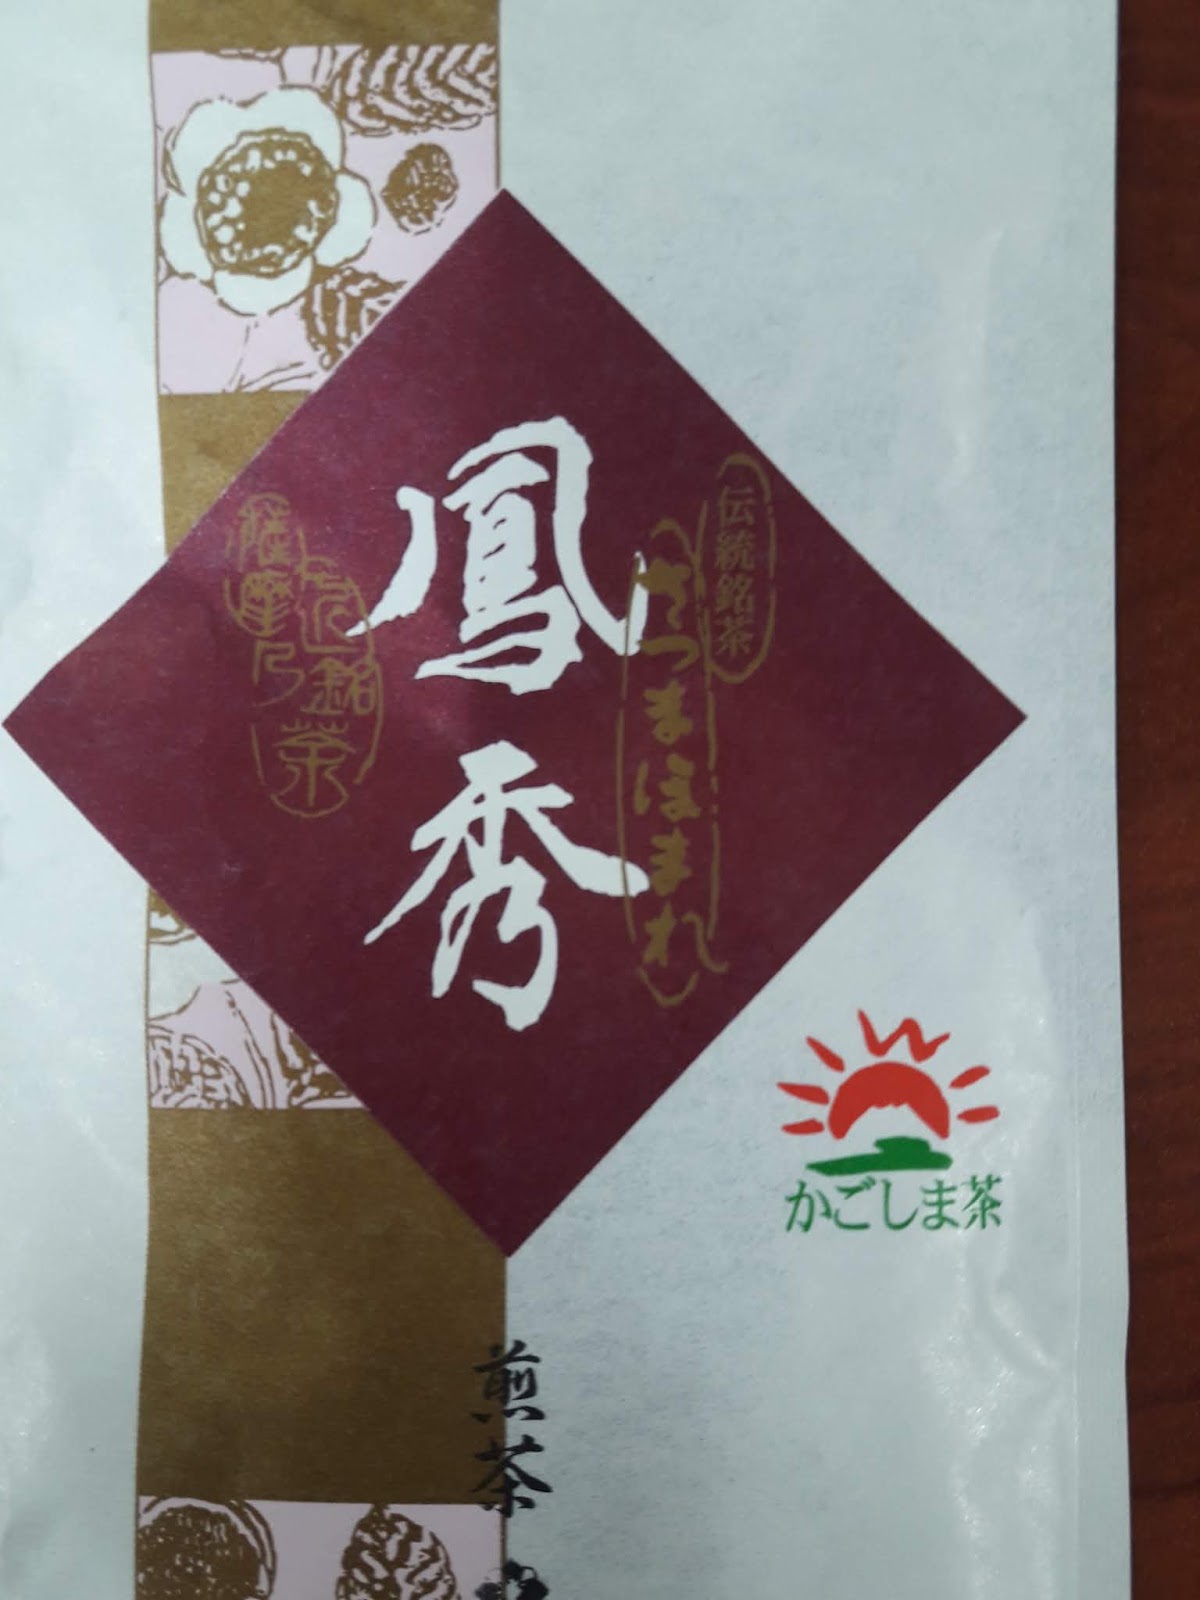 伝統銘茶
さつまほまれ
鳳秀
薩摩乃
銘茶
かごしま茶
煎茶